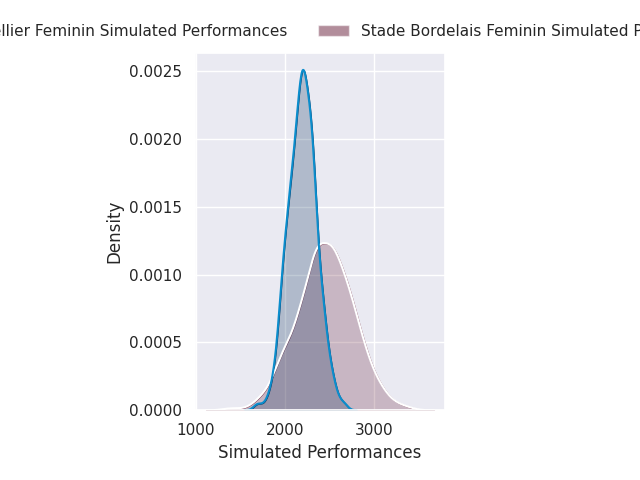 Feminin Simulated Performances Stade Bordelais Feminin Simulated
0.0025
0.0020
0.0015
0.0010
0.0005
0.0000
Density
1000 2000 3000
Simulated Performances